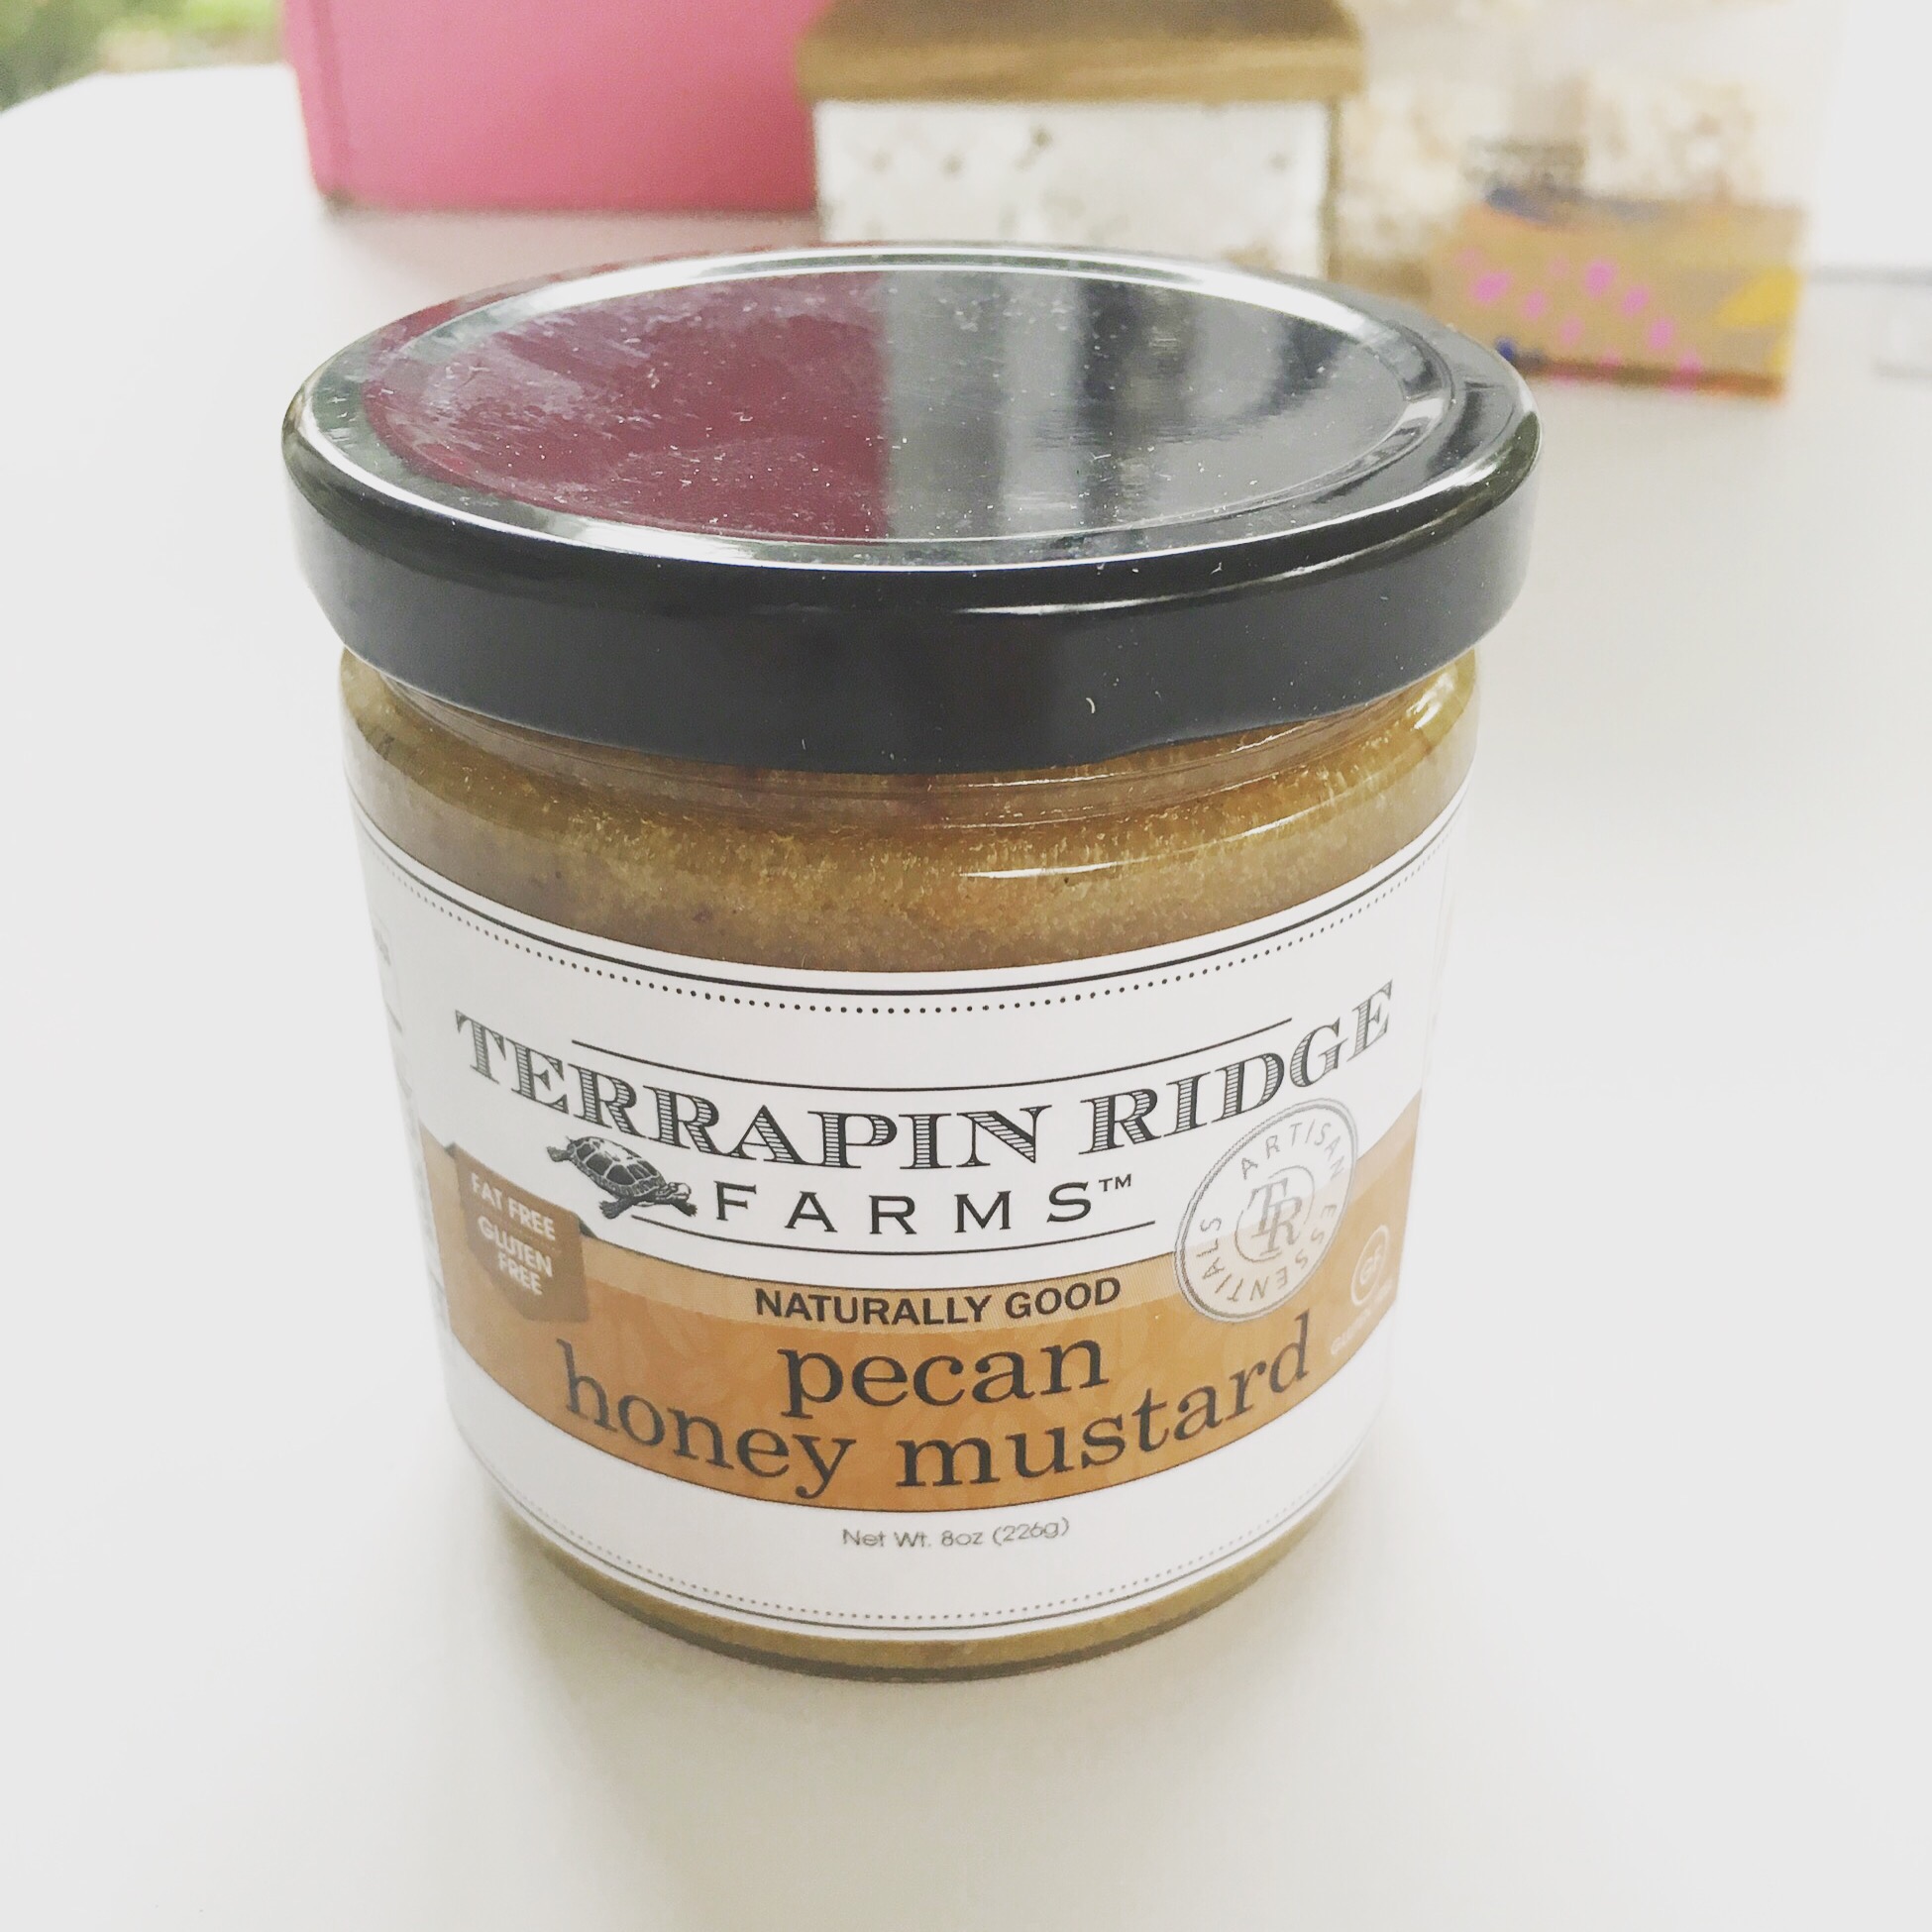 TERRAPIN RIDGE
FARMS™
FAT FREE
GLUTEN
FREE
ARTISAN ESSENTIALS
TR
GF
NATURALLY GOOD
pecan
honey mustard
Net Wt. 8oz (226g)